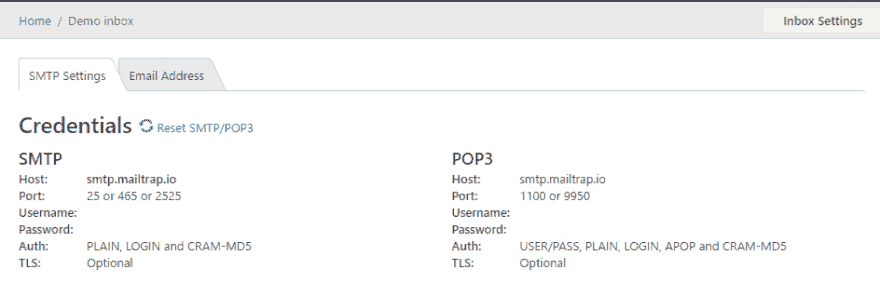 Home / Demo inbox
Inbox Settings
SMTP Settings
Email Address
Credentials Reset SMTP/POP3
SMTP
Host: smtp.mailtrap.io
Port: 25 or 465 or 2525
Username:
Password:
Auth: PLAIN, LOGIN and CRAM-MD5
TLS: Optional
POP3
Host: smtp.mailtrap.io
Port: 1100 or 9950
Username:
Password:
Auth: USER/PASS, PLAIN, LOGIN, APOP and CRAM-MD5
TLS: Optional